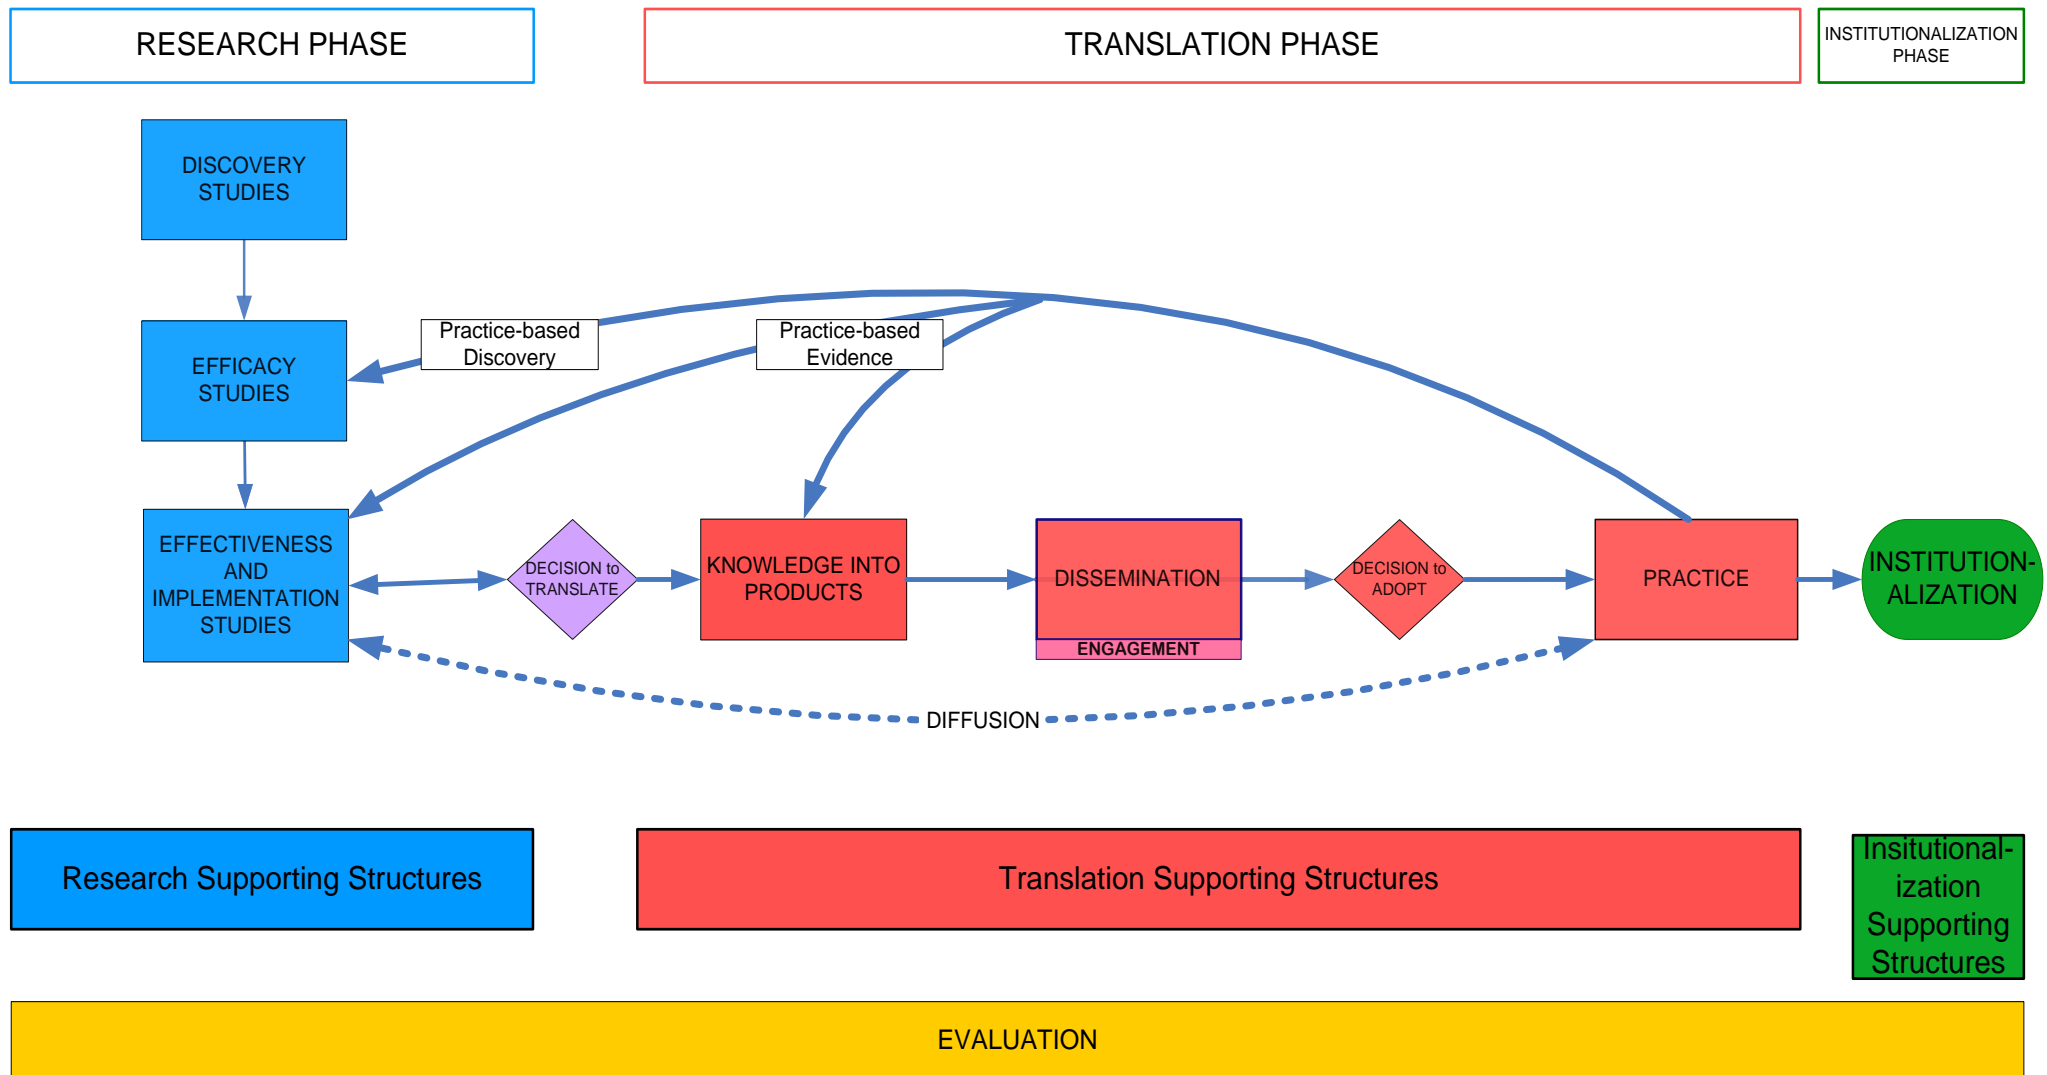 RESEARCH PHASE
TRANSLATION PHASE
INSTITUTIONALIZATION
PHASE
DISCOVERY
STUDIES
EFFICACY
STUDIES
Practice-based
Discovery
Practice-based
Evidence
EFFECTIVENESS
AND
IMPLEMENTATION
STUDIES
DECISION to
TRANSLATE
KNOWLEDGE INTO
PRODUCTS
DISSEMINATION
ENGAGEMENT
DECISION to
ADOPT
PRACTICE
INSTITUTION-
ALIZATION
DIFFUSION
Research Supporting Structures
Translation Supporting Structures
Insitutional-
ization
Supporting
Structures
EVALUATION